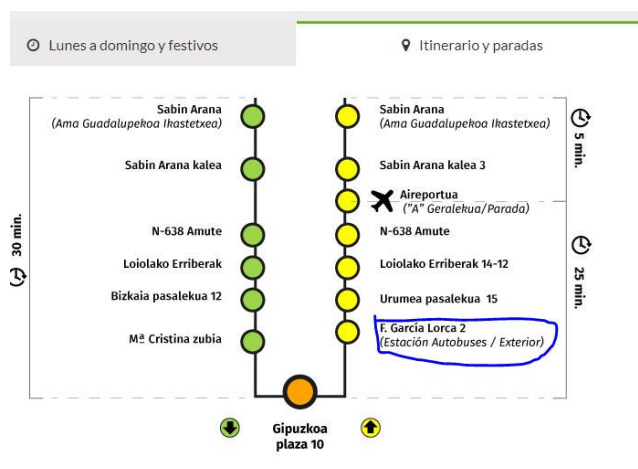 Lunes a domingo y festivos
Itinerario y paradas
Sabin Arana
(Ama Guadalupekoa Ikastetxea)
Sabin Arana kalea
N-638 Amute
Loiolako Erriberak
Bizkaia pasalekua 12
Mª Cristina zubia
30 min.
Sabin Arana
(Ama Guadalupekoa Ikastetxea)
Sabin Arana kalea 3
Aireportua
("A" Geralekua/Parada)
N-638 Amute
Loiolako Erriberak 14-12
Urumea pasalekua 15
F. García Lorca 2
(Estación Autobuses / Exterior)
5 min.
25 min.
Gipuzkoa
plaza 10